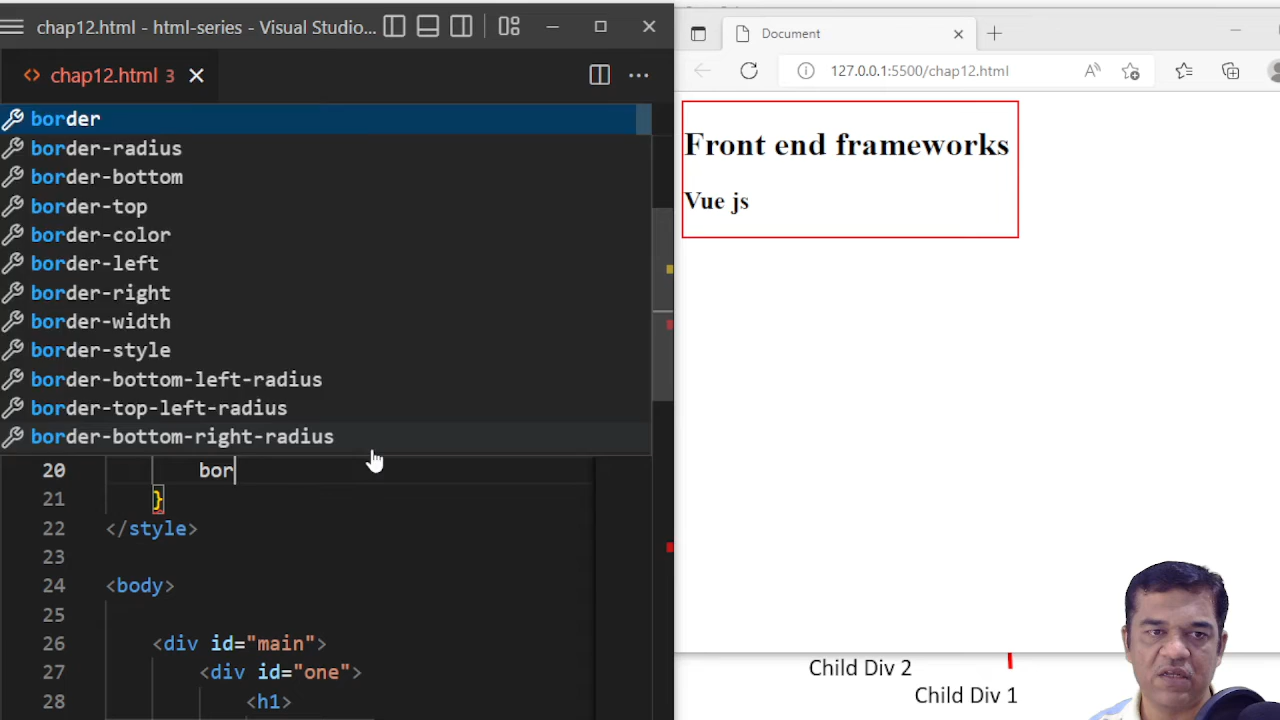 chap12.html - html-series - Visual Studio...
chap12.html 3
border
border-radius
border-bottom
border-top
border-color
border-left
border-right
border-width
border-style
border-bottom-left-radius
border-top-left-radius
border-bottom-right-radius
20 bor
21 }
22 </style>
23
24 <body>
25
26 <div id="main">
27 <div id="one">
28 <h1>
Document
127.0.0.1:5500/chap12.html
Front end frameworks
Vue js
Child Div 2
Child Div 1